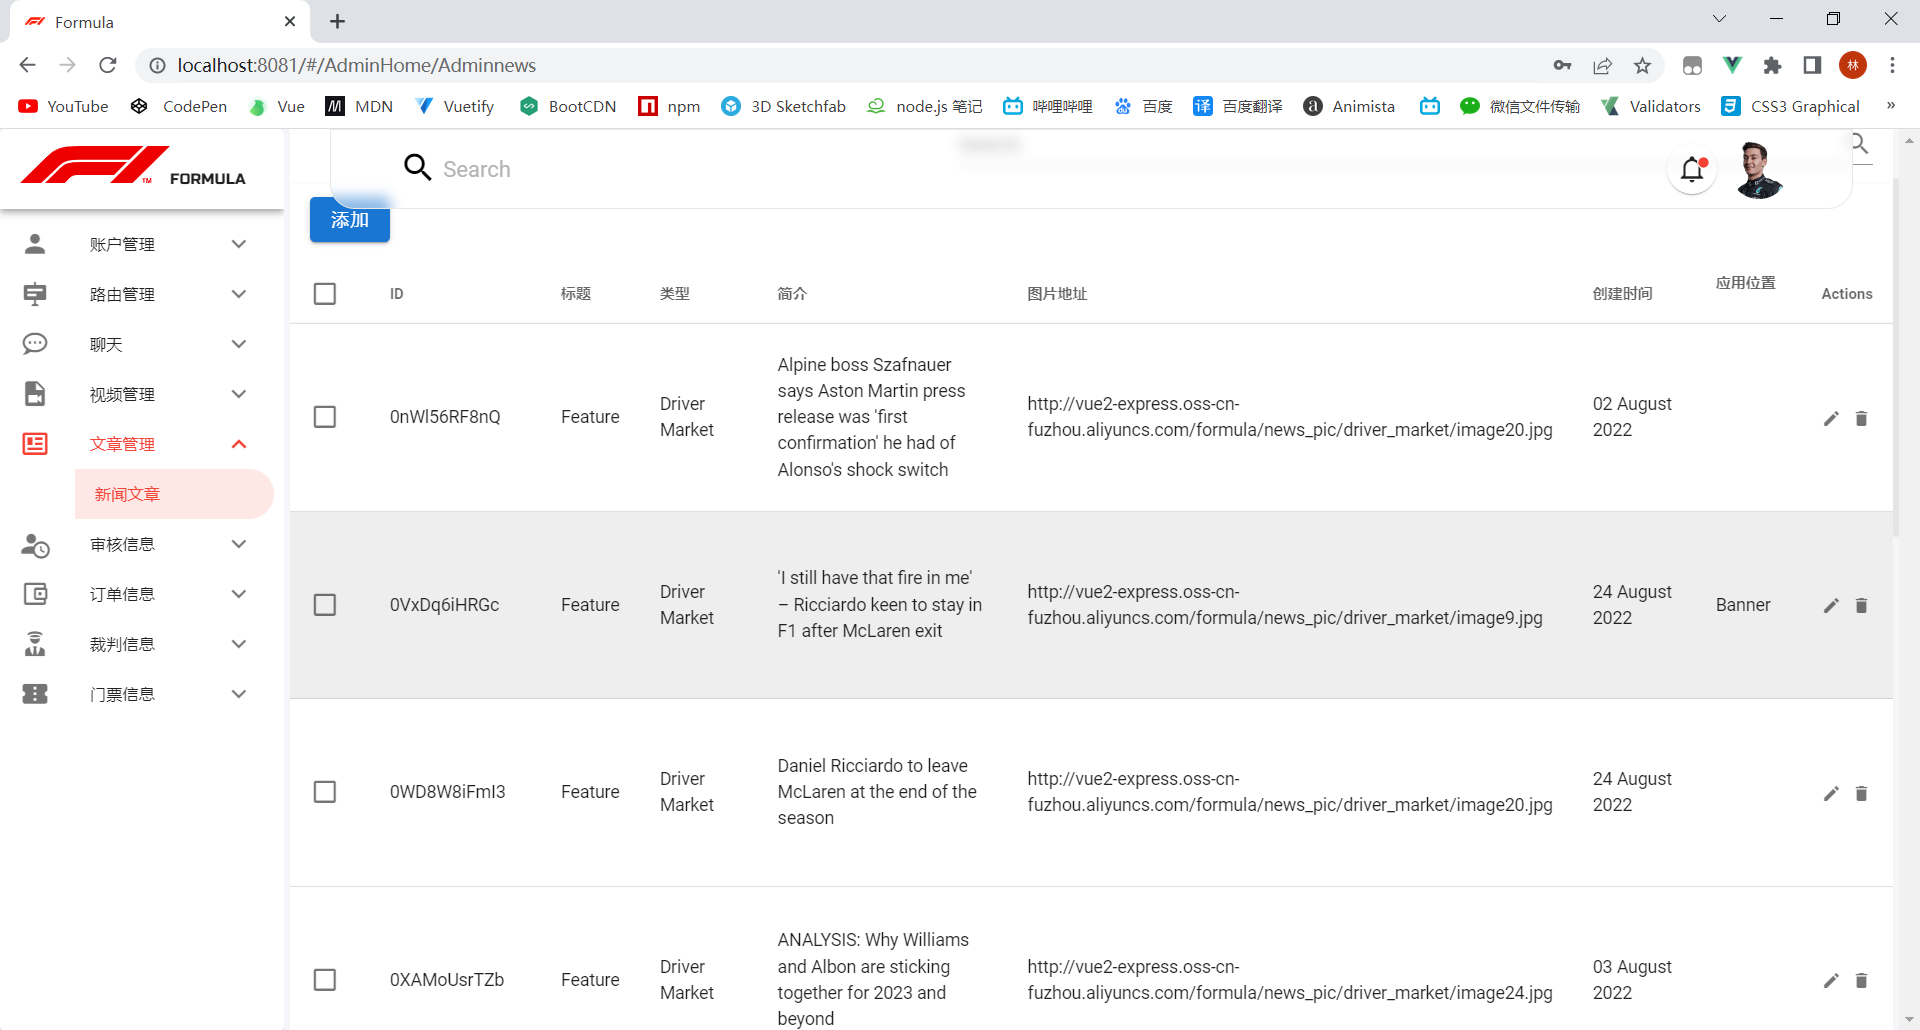 Formula
localhost:8081/#/AdminHome/Adminnews
林
YouTube CodePen Vue MDN Vuetify BootCDN npm 3D Sketchfab node.js 笔记 哔哩哔哩 百度 百度翻译 Animista 微信文件传输 Validators CSS3 Graphical »
FORMULA
Search
添加
账户管理
路由管理
聊天
视频管理
文章管理
新闻文章
审核信息
订单信息
裁判信息
门票信息
ID 标题 类型 简介 图片地址 创建时间 应用位置 Actions
0nWl56RF8nQ
Feature
Driver
Market
Alpine boss Szafnauer
says Aston Martin press
release was 'first
confirmation' he had of
Alonso's shock switch
http://vue2-express.oss-cn-
fuzhou.aliyuncs.com/formula/news_pic/driver_market/image20.jpg
02 August
2022
0VxDq6iHRGc
Feature
Driver
Market
'I still have that fire in me'
– Ricciardo keen to stay in
F1 after McLaren exit
http://vue2-express.oss-cn-
fuzhou.aliyuncs.com/formula/news_pic/driver_market/image9.jpg
24 August
2022
Banner
0WD8W8iFmI3
Feature
Driver
Market
Daniel Ricciardo to leave
McLaren at the end of the
season
http://vue2-express.oss-cn-
fuzhou.aliyuncs.com/formula/news_pic/driver_market/image20.jpg
24 August
2022
0XAMoUsrTZb
Feature
Driver
Market
ANALYSIS: Why Williams
and Albon are sticking
together for 2023 and
beyond
http://vue2-express.oss-cn-
fuzhou.aliyuncs.com/formula/news_pic/driver_market/image24.jpg
03 August
2022